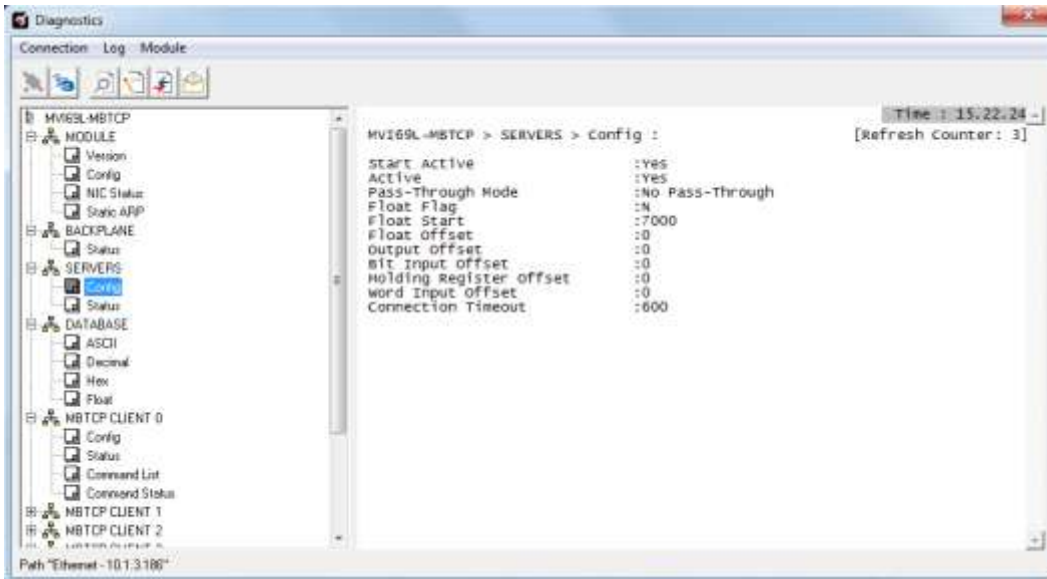 Diagnostics
Connection Log Module
MVI69L-MBTCP
MODULE
Version
Config
NIC Status
Static ARP
BACKPLANE
Status
SERVERS
Config
Status
DATABASE
ASCII
Decimal
Hex
Float
MBTCP CLIENT 0
Config
Status
Command List
Command Status
MBTCP CLIENT 1
MBTCP CLIENT 2
Time : 15.22.24
MVI69L-MBTCP > SERVERS > Config : [Refresh Counter: 3]
Start Active :Yes
Active :Yes
Pass-Through Mode :No Pass-Through
Float Flag :N
Float Start :7000
Float Offset :0
Output Offset :0
Bit Input Offset :0
Holding Register Offset :0
Word Input Offset :0
Connection Timeout :600
Path "Ethernet - 10.1.3.186"